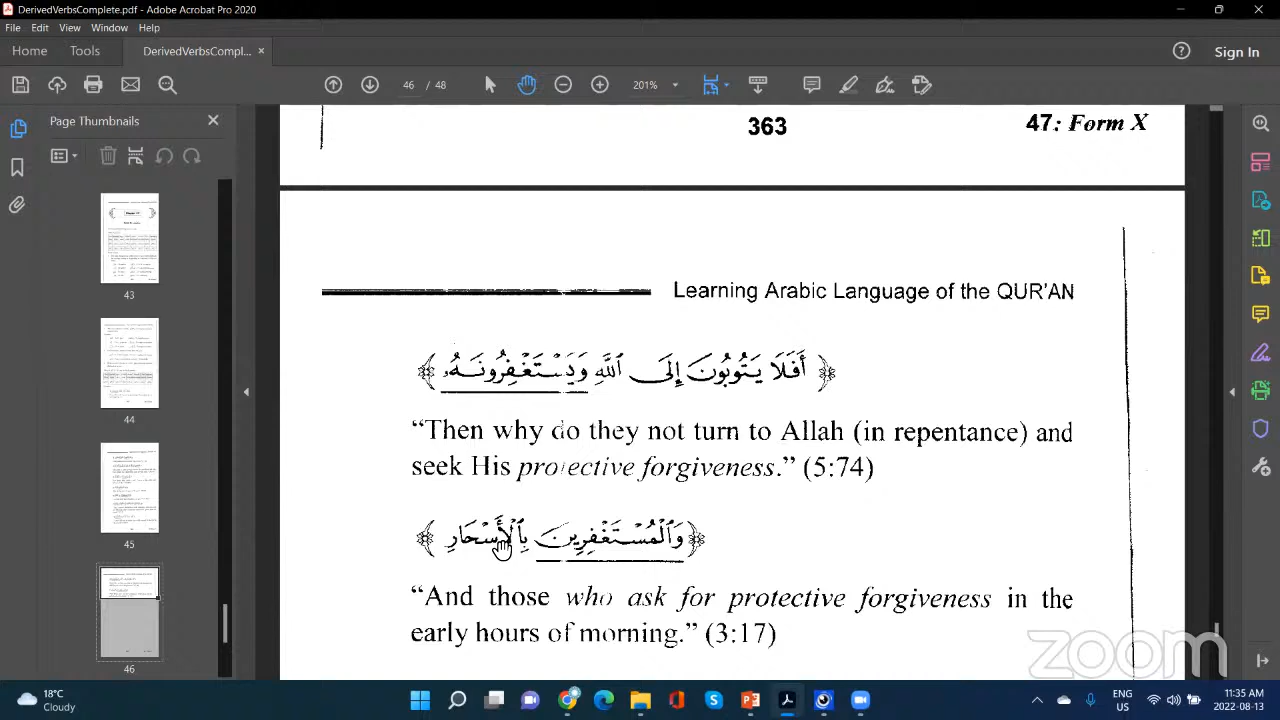 DerivedVerbsComplete.pdf - Adobe Acrobat Pro 2020
File Edit View Window Help
Home Tools DerivedVerbsCompl... × Sign In
46 / 48 201%
Page Thumbnails
43
44
45
46
363 47: Form X
Learning Arabic Language of the QUR'AN
أَفَلَا يَتُوبُونَ إِلَى ٱللَّهِ وَيَسْتَغْفِرُونَهُۥ
“Then why do they not turn to Allah (in repentance) and
seek His protective forgiveness.” 74)
وَٱلْمُسْتَغْفِرِينَ بِٱلْأَسْحَارِ
“And those who ask for protective forgiveness in the
early hours of morning.” (3:17)
zoom
18°C
Cloudy
ENG
US
11:35 AM
2022-08-13